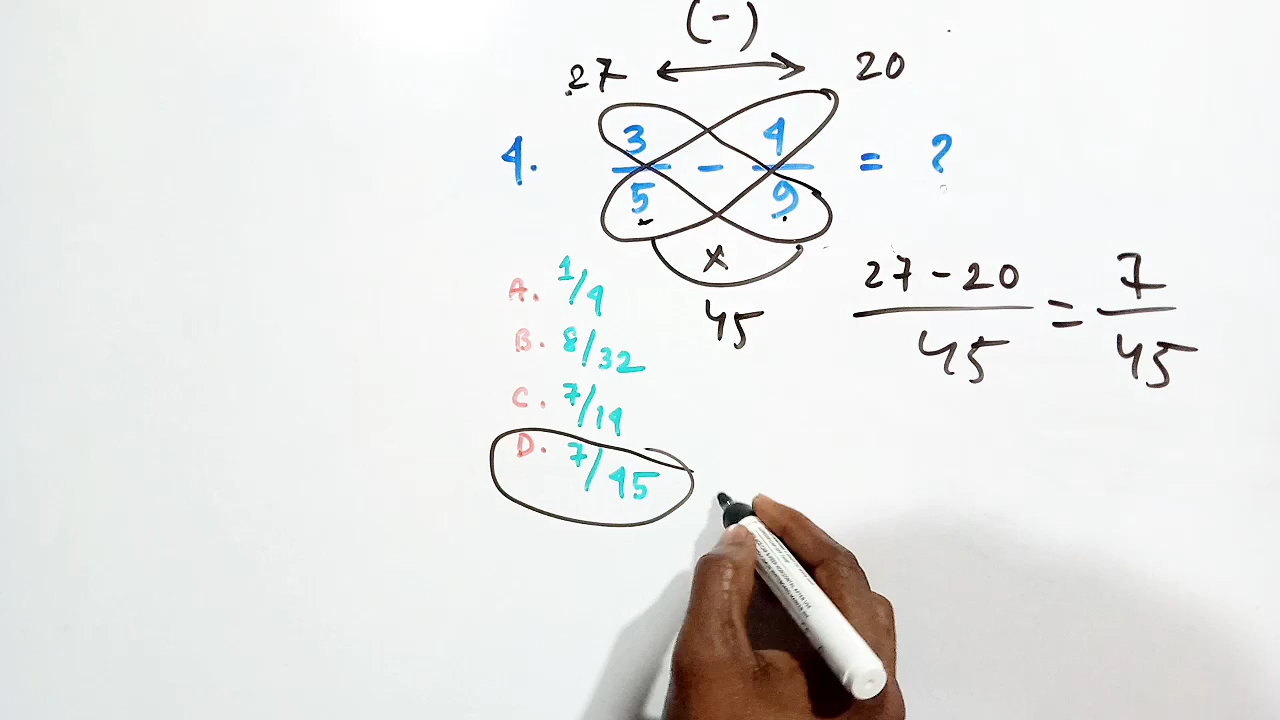 (-)
27 ↔ 20
4. 3/5 - 4/9 = ?
×
45
27 - 20 / 45 = 7 / 45
A. 1/4
B. 8/32
C. 7/14
D. 7/45